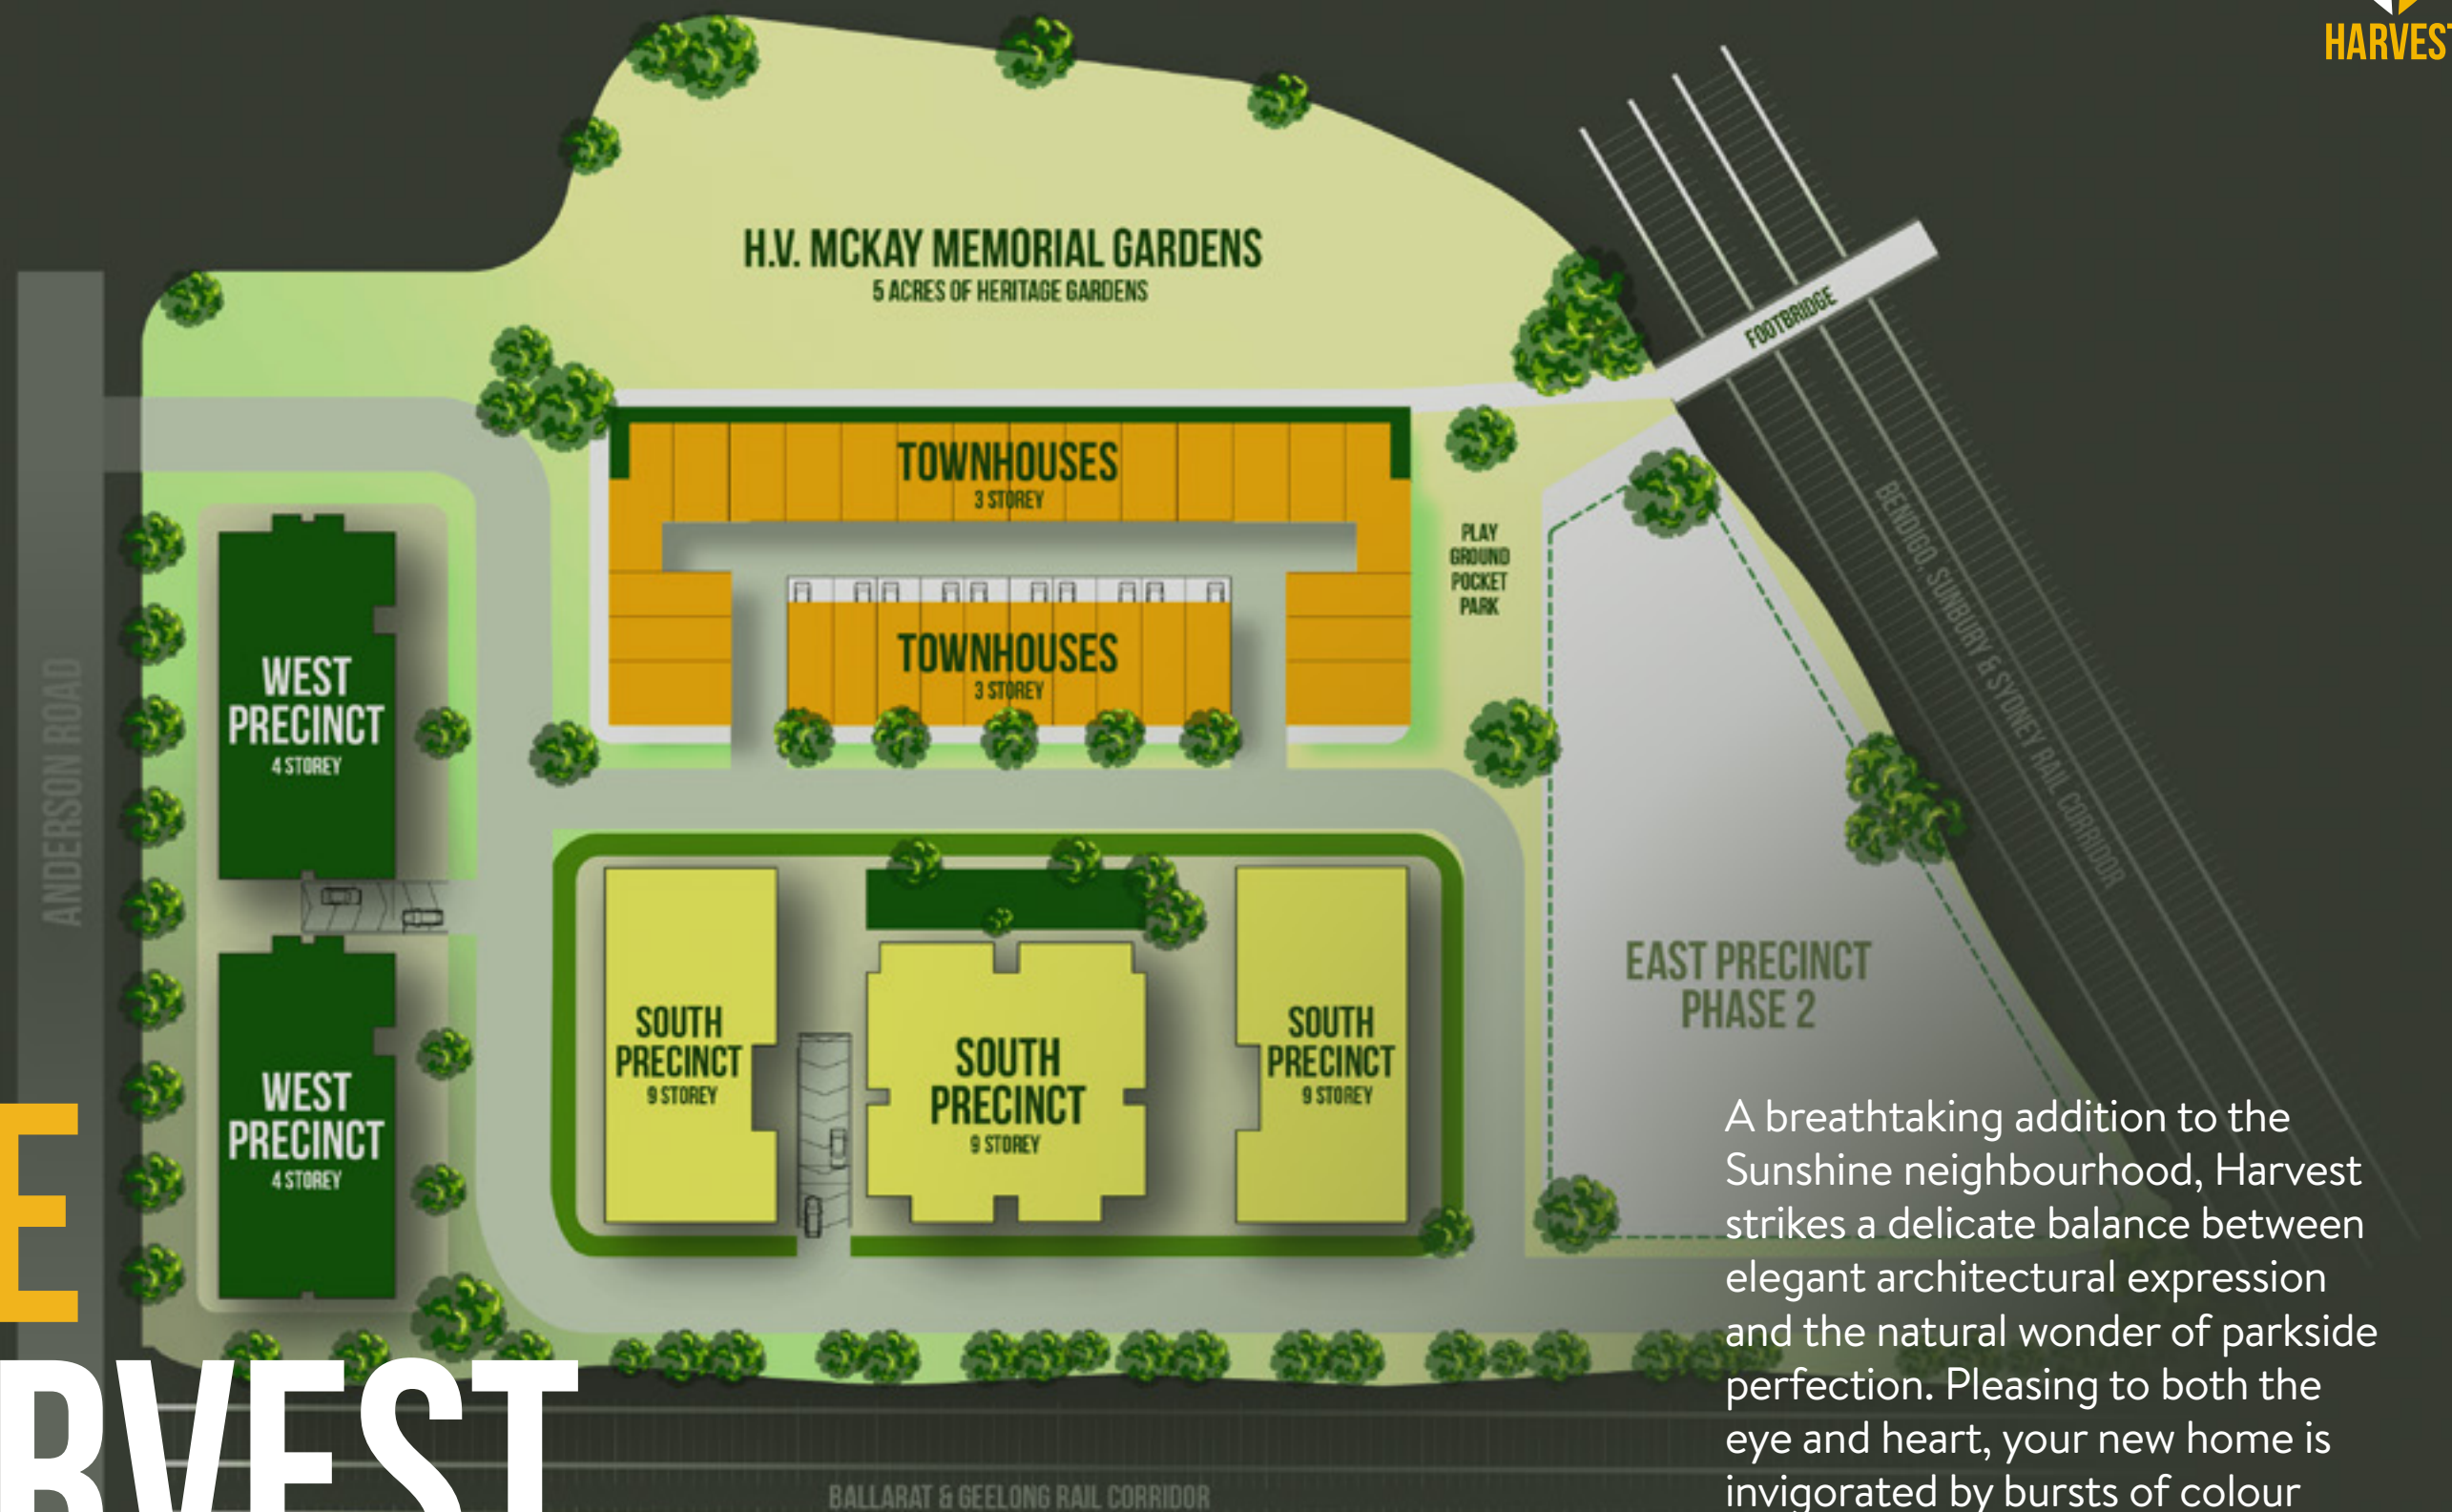 HARVEST
H.V. MCKAY MEMORIAL GARDENS
5 ACRES OF HERITAGE GARDENS
FOOTBRIDGE
TOWNHOUSES
3 STOREY
PLAY
GROUND
POCKET
PARK
BENDIGO, SUNBURY & SYDNEY RAIL CORRIDOR
TOWNHOUSES
3 STOREY
ANDERSON ROAD
WEST
PRECINCT
4 STOREY
EAST PRECINCT
PHASE 2
SOUTH
PRECINCT
9 STOREY
SOUTH
PRECINCT
9 STOREY
SOUTH
PRECINCT
9 STOREY
WEST
PRECINCT
4 STOREY
E
RVEST
A breathtaking addition to the
Sunshine neighbourhood, Harvest
strikes a delicate balance between
elegant architectural expression
and the natural wonder of parkside
perfection. Pleasing to both the
eye and heart, your new home is
invigorated by bursts of colour
BALLARAT & GEELONG RAIL CORRIDOR